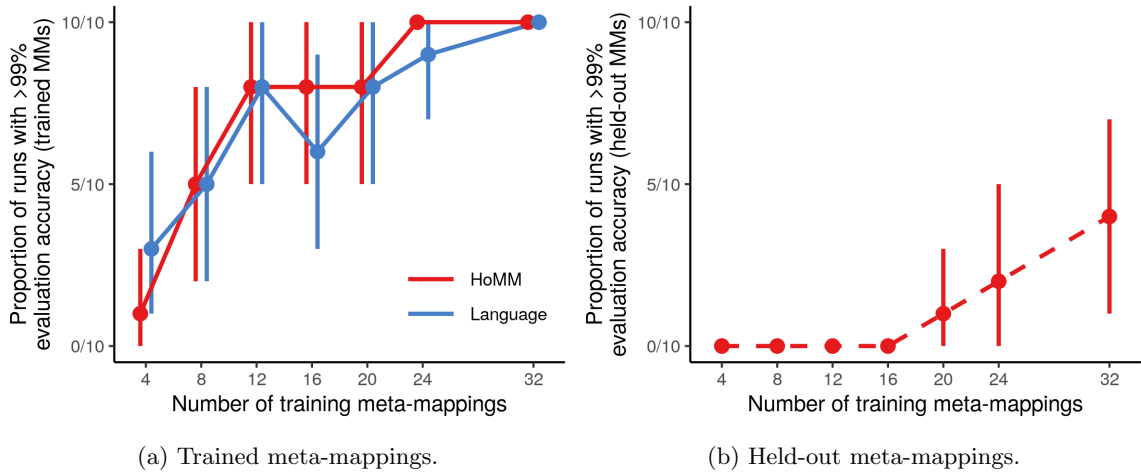 Proportion of runs with >99%
evaluation accuracy (trained MMs)
10/10
5/10
0/10
HoMM
Language
4 8 12 16 20 24 32
Number of training meta-mappings
(a) Trained meta-mappings.
Proportion of runs with >99%
evaluation accuracy (held-out MMs)
10/10
5/10
0/10
4 8 12 16 20 24 32
Number of training meta-mappings
(b) Held-out meta-mappings.